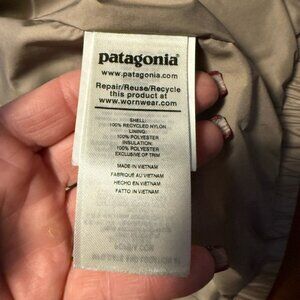 patagonia®
www.patagonia.com
Repair/Reuse/Recycle
this product at
www.wornwear.com
SHELL:
100% RECYCLED NYLON
LINING:
100% POLYESTER
INSULATION:
100% POLYESTER
EXCLUSIVE OF TRIM
MADE IN VIETNAM
FABRIQUÉ AU VIETNAM
HECHO EN VIETNAM
FATTO IN VIETNAM